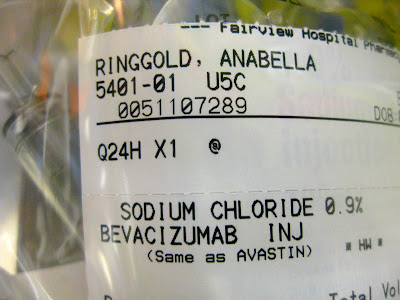 --- Fairview Hospital Pharmacy
RINGGOLD, ANABELLA
5401-01 U5C
0051107289
DOB
Q24H X1 @
SODIUM CHLORIDE 0.9%
BEVACIZUMAB INJ
(Same as AVASTIN) * HW *
Total Vol